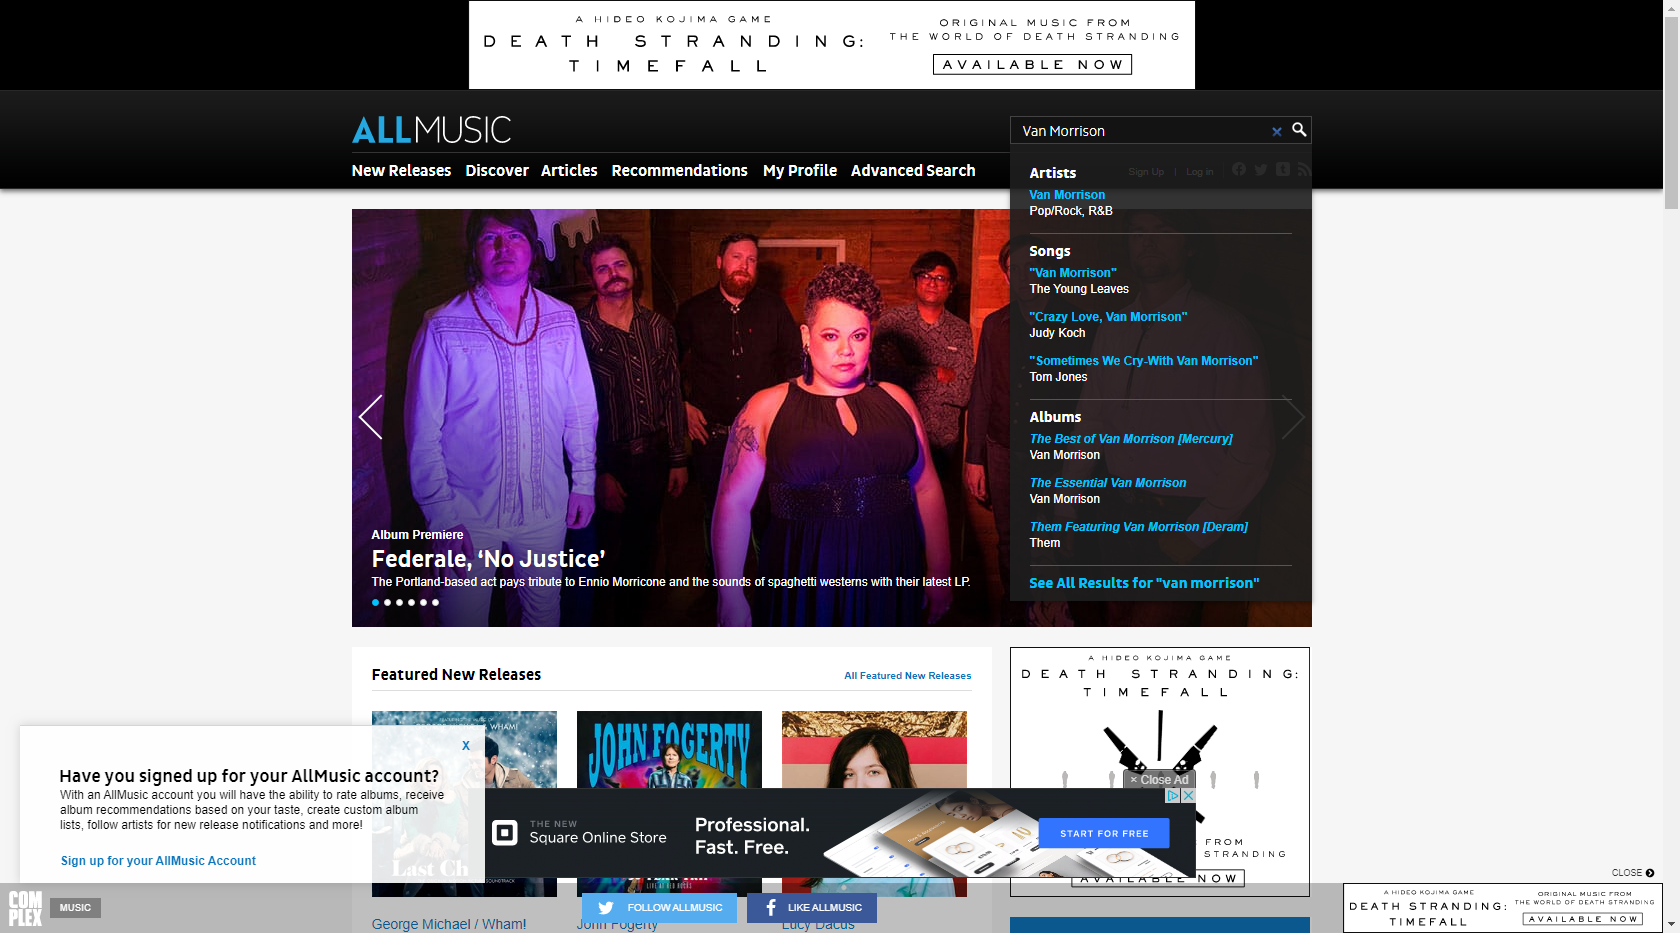 A HIDEO KOJIMA GAME
DEATH STRANDING:
TIMEFALL
ORIGINAL MUSIC FROM
THE WORLD OF DEATH STRANDING
AVAILABLE NOW
ALLMUSIC
Van Morrison
New Releases
Discover
Articles
Recommendations
My Profile
Advanced Search
Sign Up | Log in
Artists
Van Morrison
Pop/Rock, R&B
Songs
"Van Morrison"
The Young Leaves
"Crazy Love, Van Morrison"
Judy Koch
"Sometimes We Cry-With Van Morrison"
Tom Jones
Albums
The Best of Van Morrison [Mercury]
Van Morrison
The Essential Van Morrison
Van Morrison
Them Featuring Van Morrison [Deram]
Them
See All Results for "van morrison"
Album Premiere
Federale, ‘No Justice’
The Portland-based act pays tribute to Ennio Morricone and the sounds of spaghetti westerns with their latest LP.
Featured New Releases
All Featured New Releases
JOHN FOGERTY
Last Ch
SOUNDTRACK
LIVE AT RED ROCKS
George Michael / Wham!
John Fogerty
Lucy Dacus
A HIDEO KOJIMA GAME
DEATH STRANDING:
TIMEFALL
FROM
STRANDING
AVAILABLE NOW
X
Have you signed up for your AllMusic account?
With an AllMusic account you will have the ability to rate albums, receive
album recommendations based on your taste, create custom album
lists, follow artists for new release notifications and more!
Sign up for your AllMusic Account
× Close Ad
THE NEW
Square Online Store
Professional.
Fast. Free.
START FOR FREE
CLOSE
COM
PLEX
MUSIC
FOLLOW ALLMUSIC
LIKE ALLMUSIC
A HIDEO KOJIMA GAME
DEATH STRANDING:
TIMEFALL
ORIGINAL MUSIC FROM
THE WORLD OF DEATH STRANDING
AVAILABLE NOW